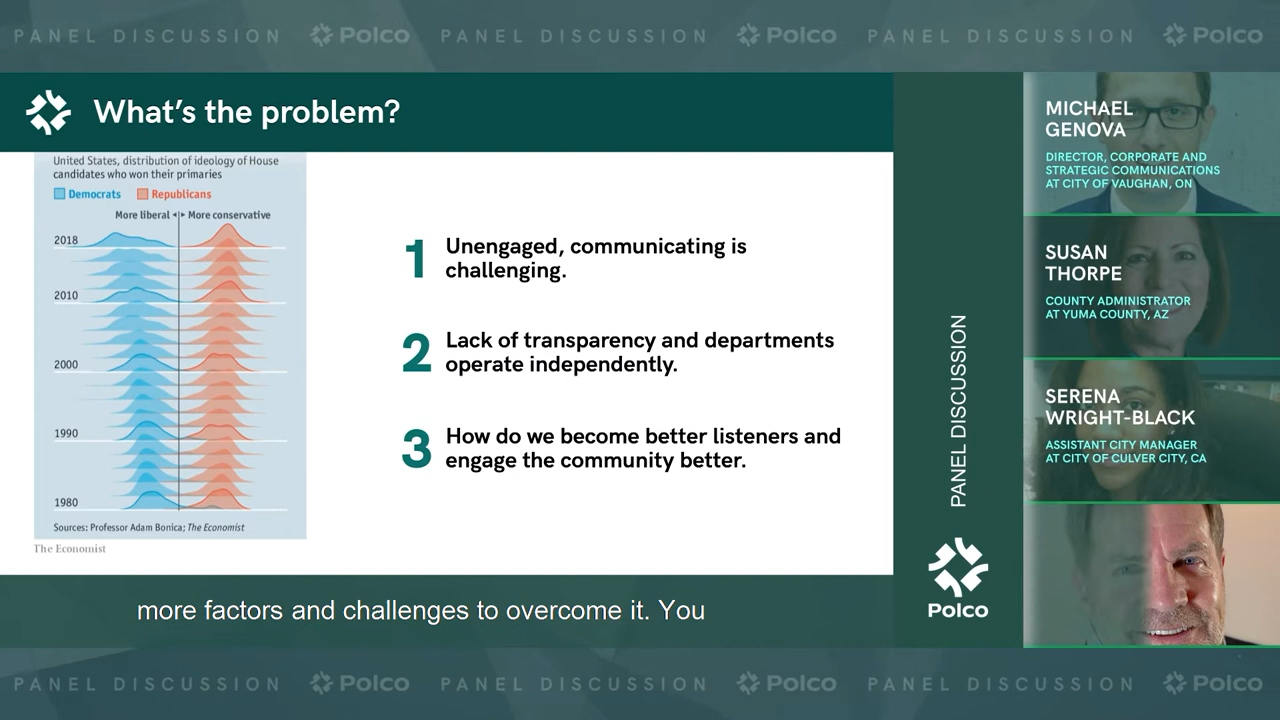 PANEL DISCUSSION Polco PANEL DISCUSSION Polco PANEL DISCUSSION Polco
What's the problem?
United States, distribution of ideology of House
candidates who won their primaries
Democrats Republicans
More liberal More conservative
2018
2010
2000
1990
1980
Sources: Professor Adam Bonica; The Economist
The Economist
1 Unengaged, communicating is
challenging.
2 Lack of transparency and departments
operate independently.
3 How do we become better listeners and
engage the community better.
more factors and challenges to overcome it. You
PANEL DISCUSSION
Polco
MICHAEL
GENOVA
DIRECTOR, CORPORATE AND
STRATEGIC COMMUNICATIONS
AT CITY OF VAUGHAN, ON
SUSAN
THORPE
COUNTY ADMINISTRATOR
AT YUMA COUNTY, AZ
SERENA
WRIGHT-BLACK
ASSISTANT CITY MANAGER
AT CITY OF CULVER CITY, CA
PANEL DISCUSSION Polco PANEL DISCUSSION Polco PANEL DISCUSSION Polco